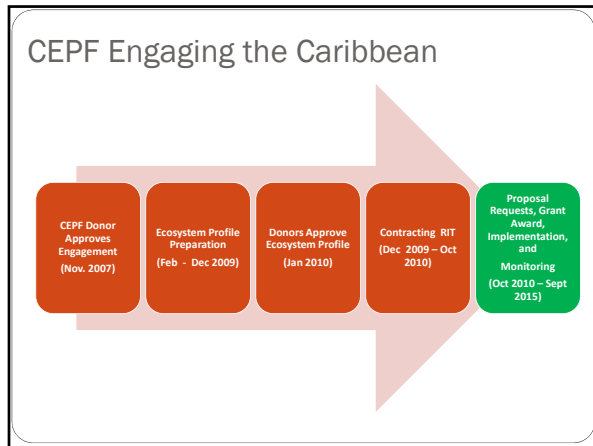 CEPF Engaging the Caribbean
CEPF Donor
Approves
Engagement
(Nov. 2007)
Ecosystem Profile
Preparation
(Feb - Dec 2009)
Donors Approve
Ecosystem Profile
(Jan 2010)
Contracting RIT
(Dec 2009 – Oct
2010)
Proposal
Requests, Grant
Award,
Implementation,
and
Monitoring
(Oct 2010 – Sept
2015)